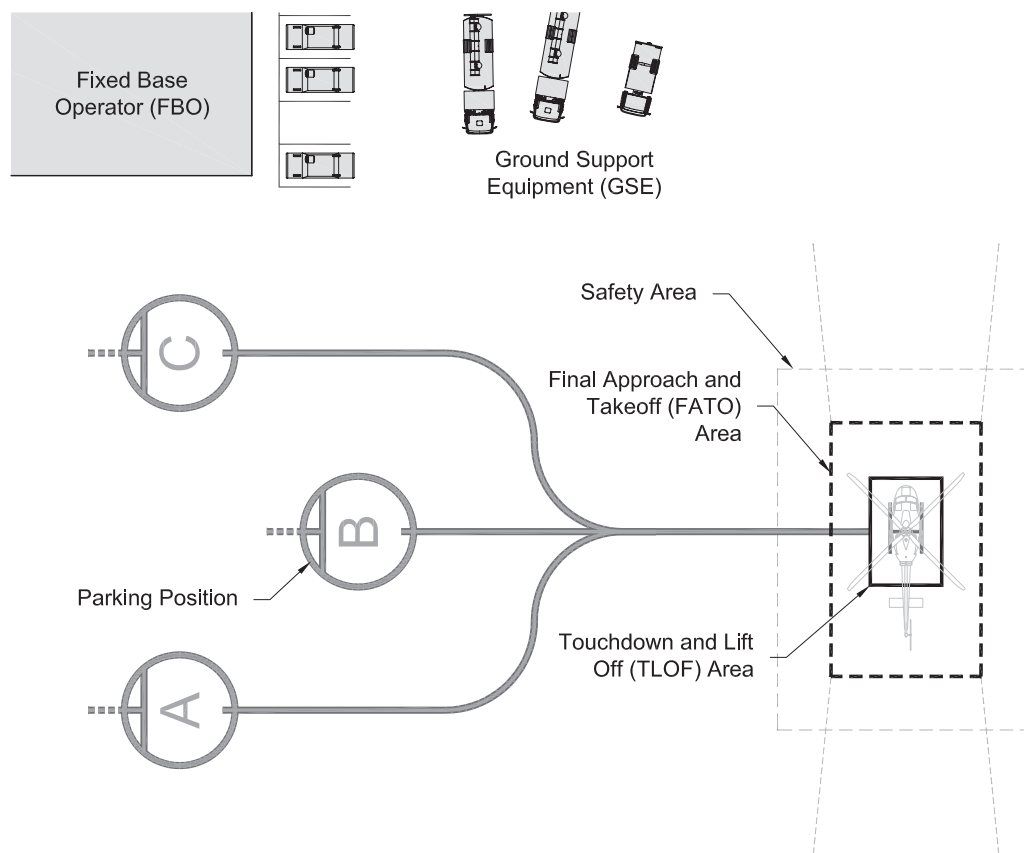 Fixed Base
Operator (FBO)
Ground Support
Equipment (GSE)
Safety Area
C
Final Approach and
Takeoff (FATO)
Area
B
Parking Position
Touchdown and Lift
Off (TLOF) Area
A